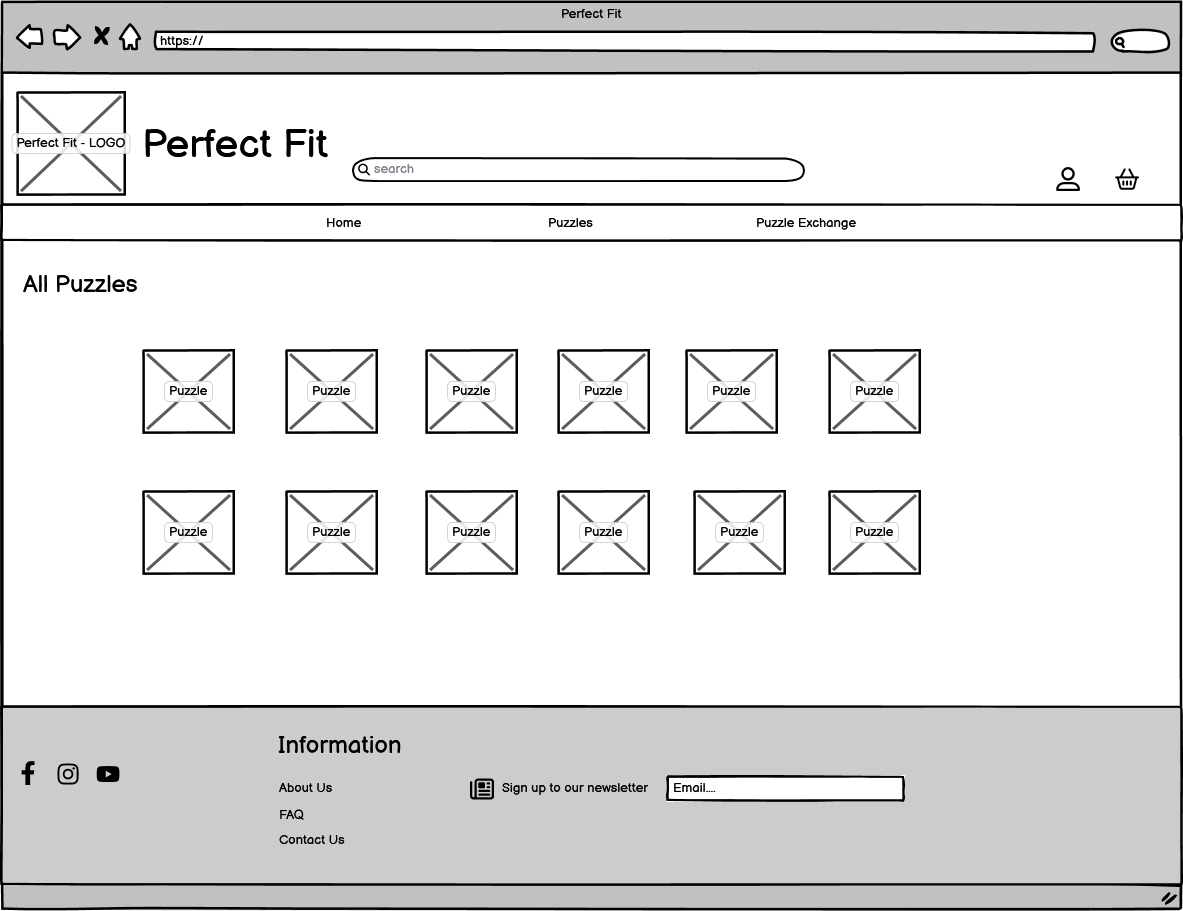 Perfect Fit
https://
Perfect Fit - LOGO
Perfect Fit
search
Home Puzzles Puzzle Exchange
All Puzzles
Puzzle Puzzle Puzzle Puzzle Puzzle Puzzle
Puzzle Puzzle Puzzle Puzzle Puzzle Puzzle
Information
About Us
Sign up to our newsletter Email....
FAQ
Contact Us